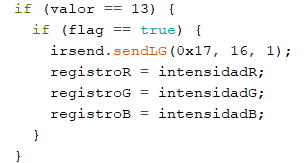 if (valor == 13) {
if (flag == true) {
irsend.sendLG(0x17, 16, 1);
registroR = intensidadR;
registroG = intensidadG;
registroB = intensidadB;
}
}